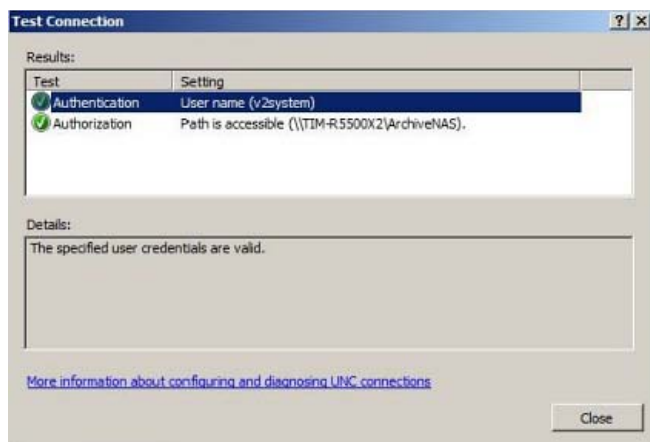 Test Connection
Results:
Test Setting
Authentication User name (v2system)
Authorization Path is accessible (\\TIM-R5500X2\ArchiveNAS).
Details:
The specified user credentials are valid.
More information about configuring and diagnosing UNC connections
Close